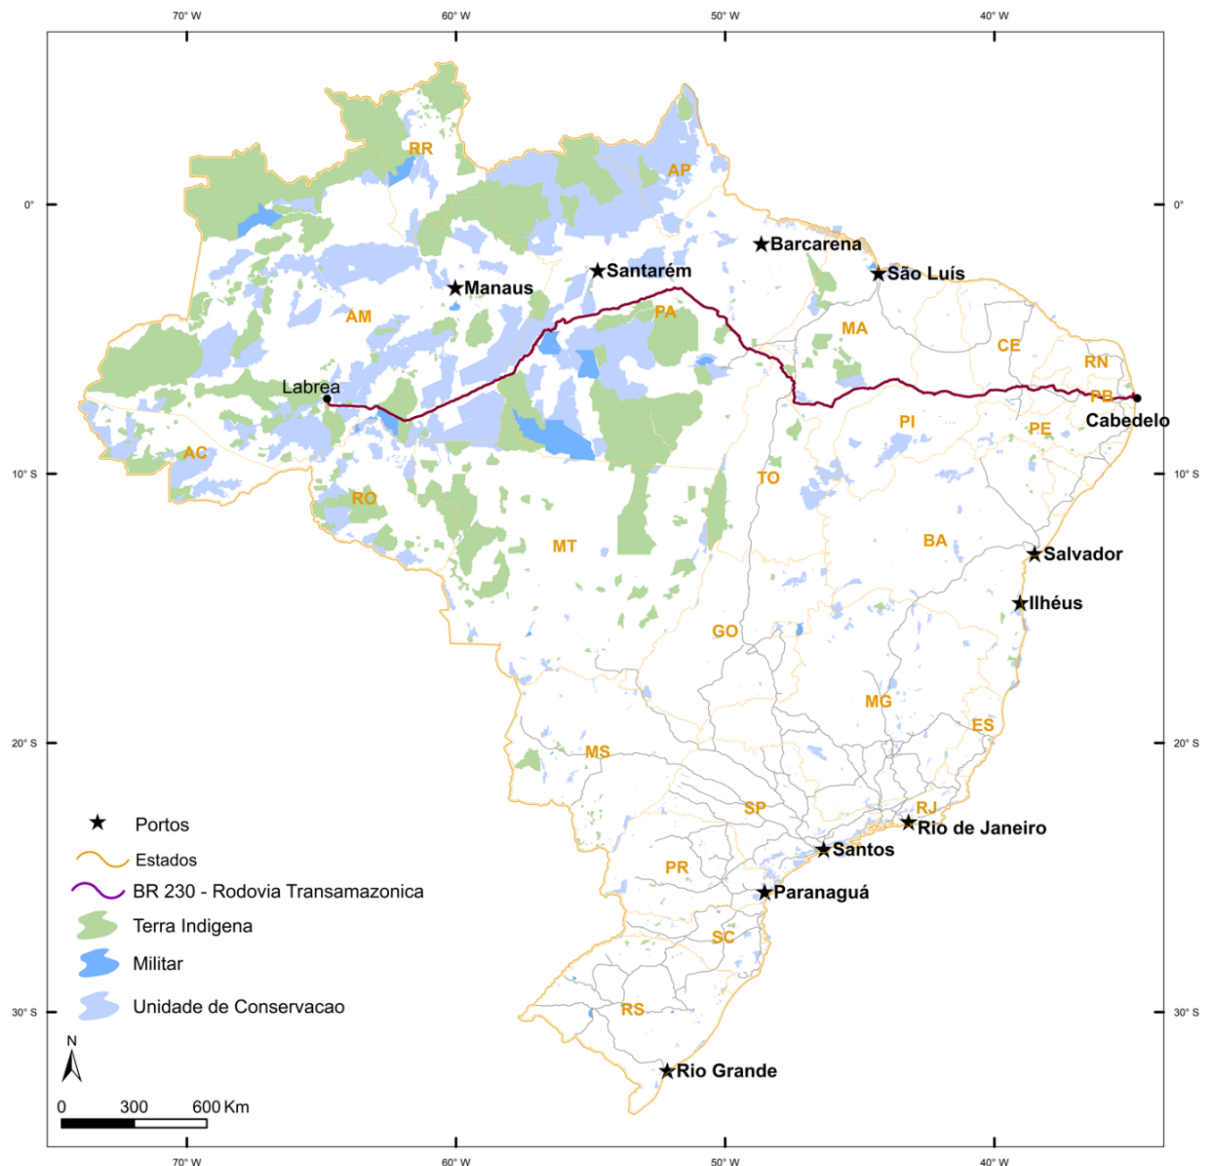 70° W 60° W 50° W 40° W
RR
AP
0° 0°
Barcarena
Santarém
São Luís
Manaus
PA
AM
MA
CE
RN
Labrea
PB
Cabedelo
PI
PE
AC
10° S 10° S
TO
RO
BA
MT
Salvador
Ilhéus
GO
MG
ES
20° S 20° S
MS
SP
RJ
Rio de Janeiro
Santos
PR
Paranaguá
SC
RS
Rio Grande
Portos
Estados
BR 230 - Rodovia Transamazonica
Terra Indigena
Militar
Unidade de Conservacao
30° S 30° S
N
0 300 600 Km
70° W 60° W 50° W 40° W